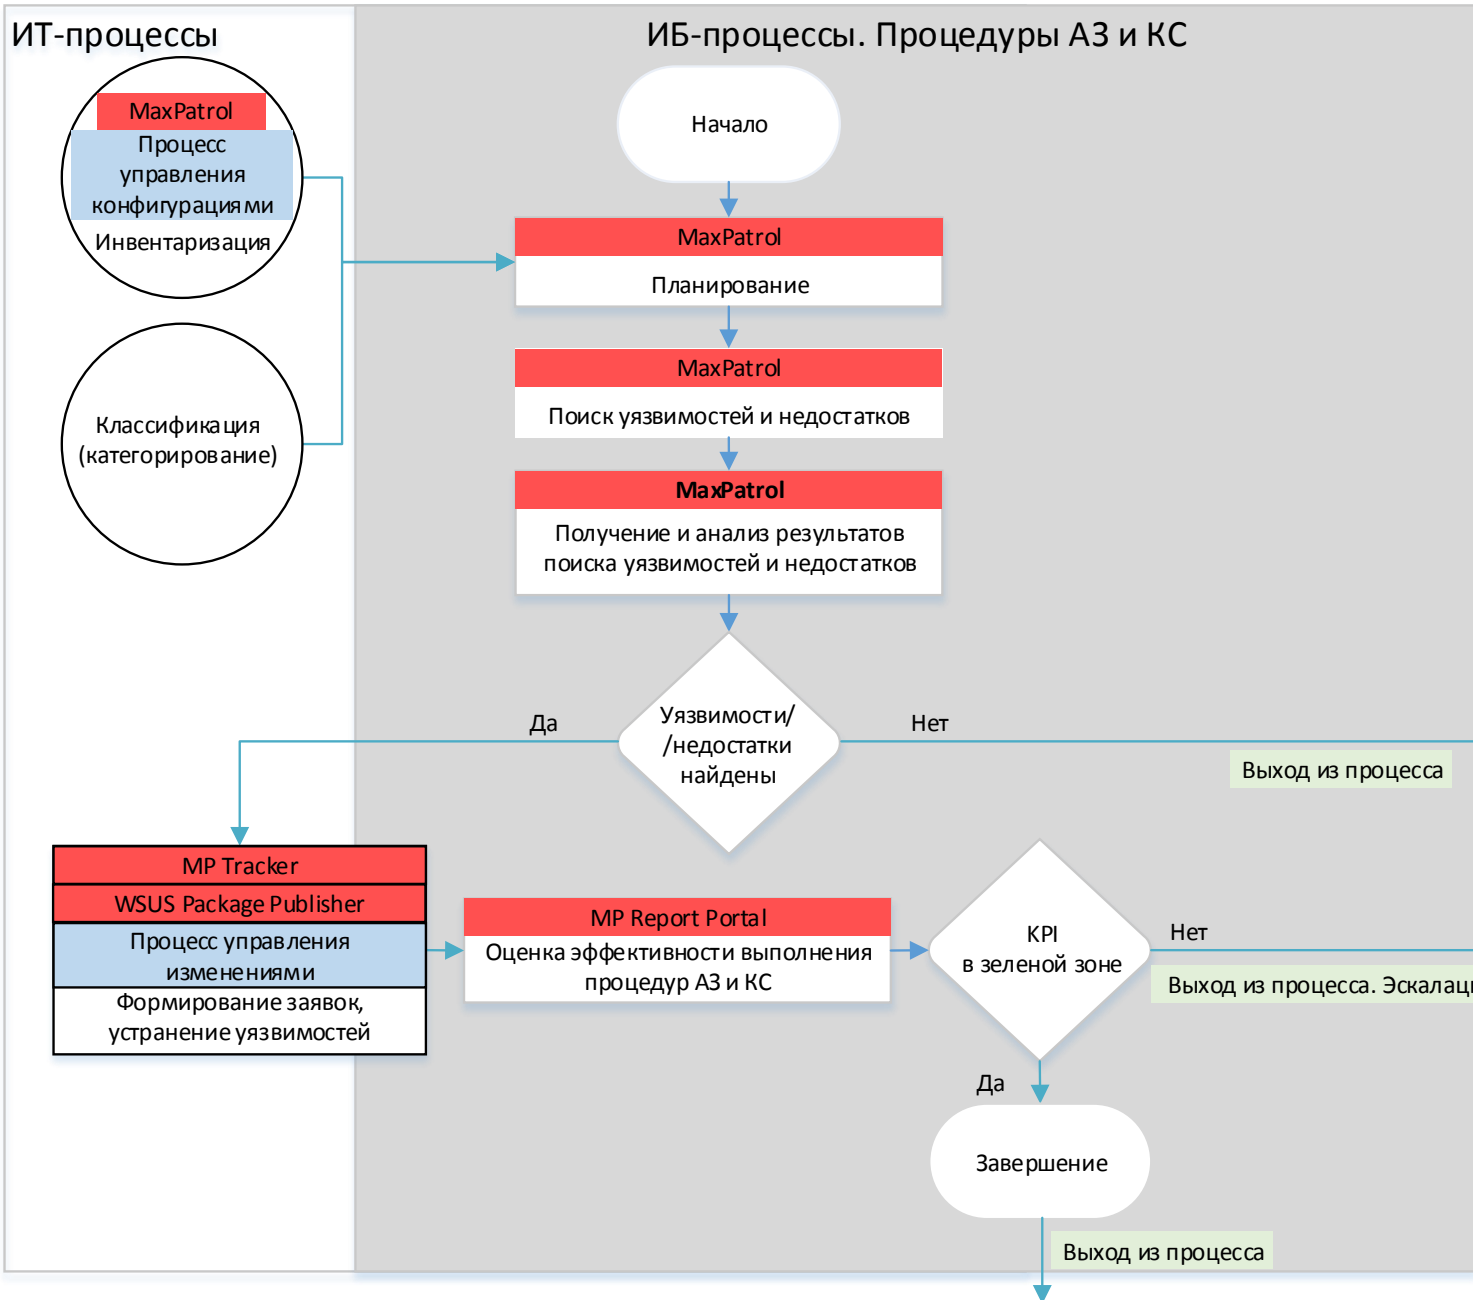 ИТ-процессы
ИБ-процессы. Процедуры АЗ и КС
MaxPatrol
Процесс
управления
конфигурациями
Инвентаризация
Классификация
(категорирование)
Начало
MaxPatrol
Планирование
MaxPatrol
Поиск уязвимостей и недостатков
MaxPatrol
Получение и анализ результатов
поиска уязвимостей и недостатков
Уязвимости/
/недостатки
найдены
Да
Нет
Выход из процесса
MP Tracker
WSUS Package Publisher
Процесс управления
изменениями
Формирование заявок,
устранение уязвимостей
MP Report Portal
Оценка эффективности выполнения
процедур АЗ и КС
KPI
в зеленой зоне
Нет
Выход из процесса. Эскалаци
Да
Завершение
Выход из процесса